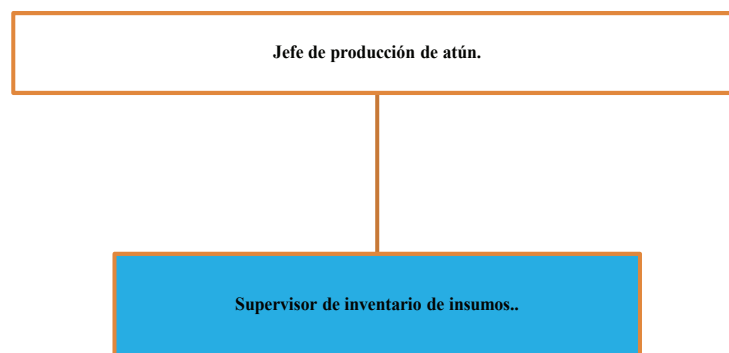 Jefe de producción de atún.
Supervisor de inventario de insumos..